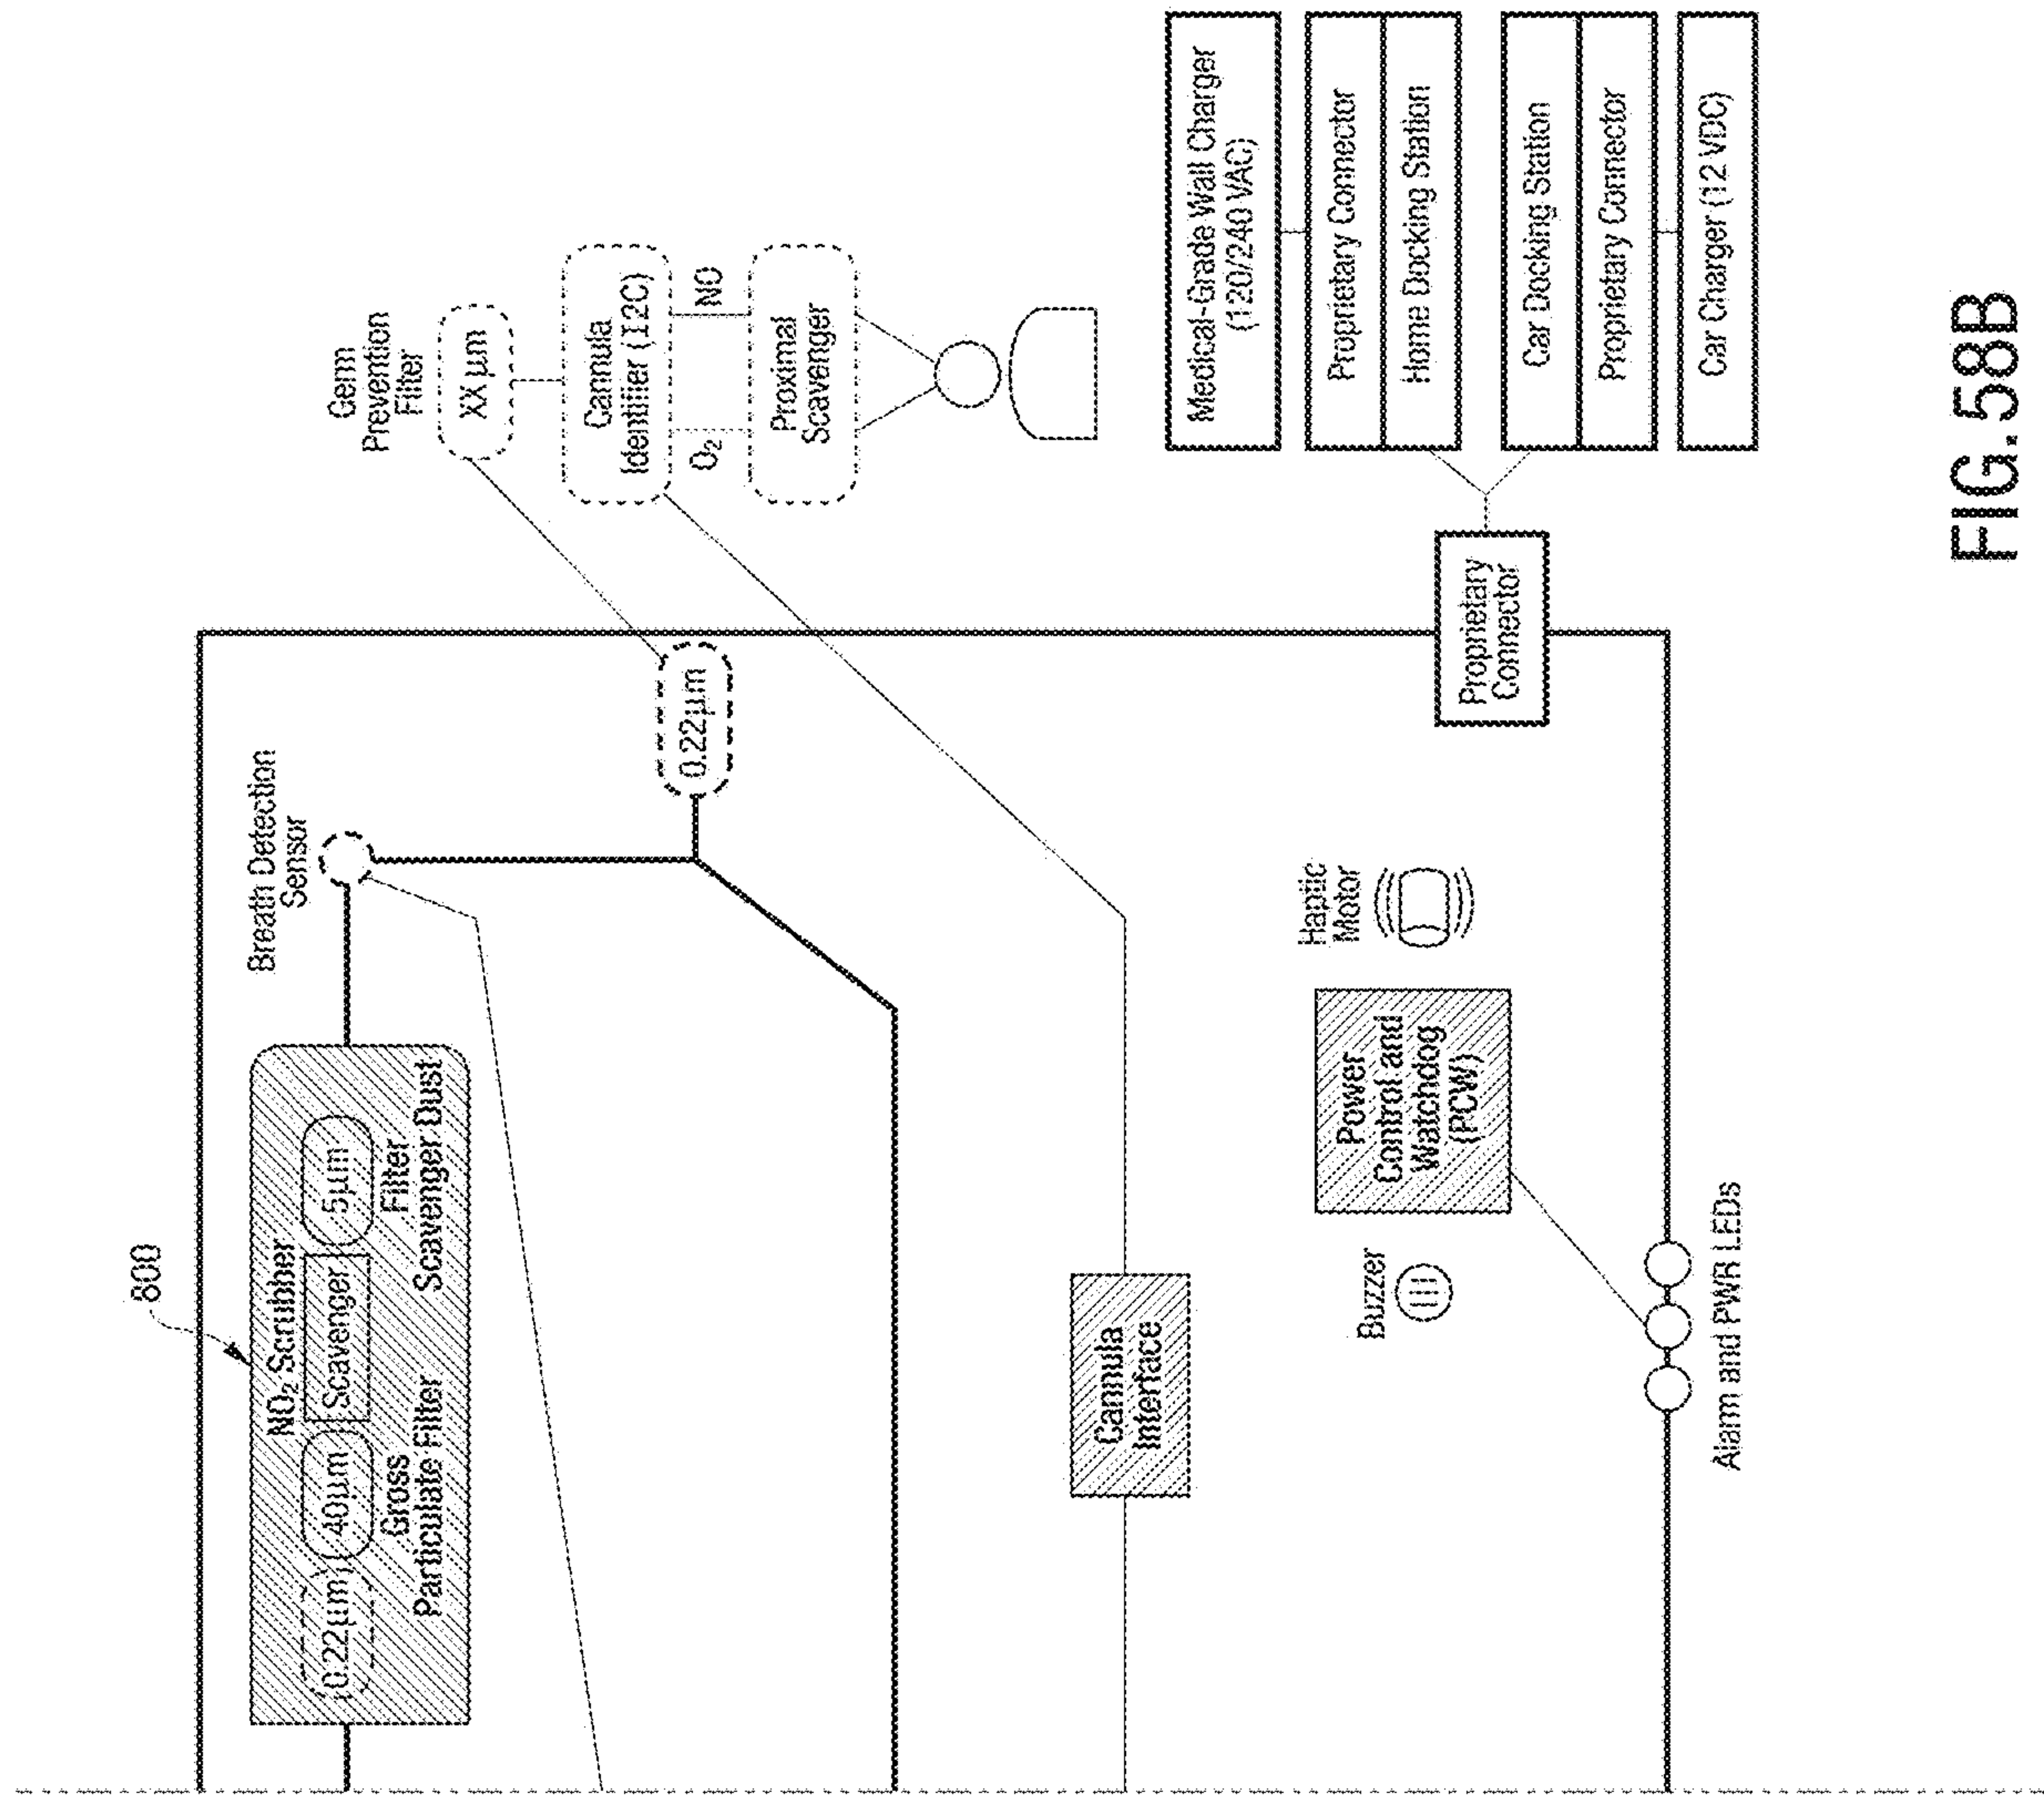 800
NO₂ Scrubber
0.22µm
40µm
Scavenger
5µm
Gross
Particulate Filter
Filter
Scavenger Dust
Breath Detection
Sensor
0.22µm
Germ
Prevention
Filter
XX µm
Cannula
Identifier (I2C)
O₂
NO
Proximal
Scavenger
Cannula
Interface
Buzzer
Power
Control and
Watchdog
(PCW)
Haptic
Motor
Alarm and PWR LEDs
Proprietary
Connector
Medical-Grade Wall Charger
(120/240 VAC)
Proprietary Connector
Home Docking Station
Car Docking Station
Proprietary Connector
Car Charger (12 VDC)
FIG.58B